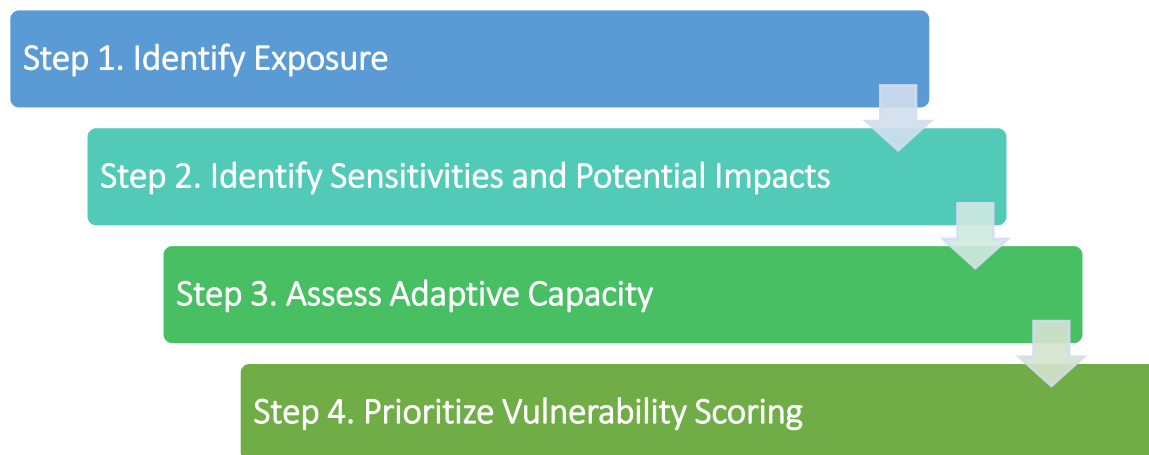 Step 1. Identify Exposure
Step 2. Identify Sensitivities and Potential Impacts
Step 3. Assess Adaptive Capacity
Step 4. Prioritize Vulnerability Scoring